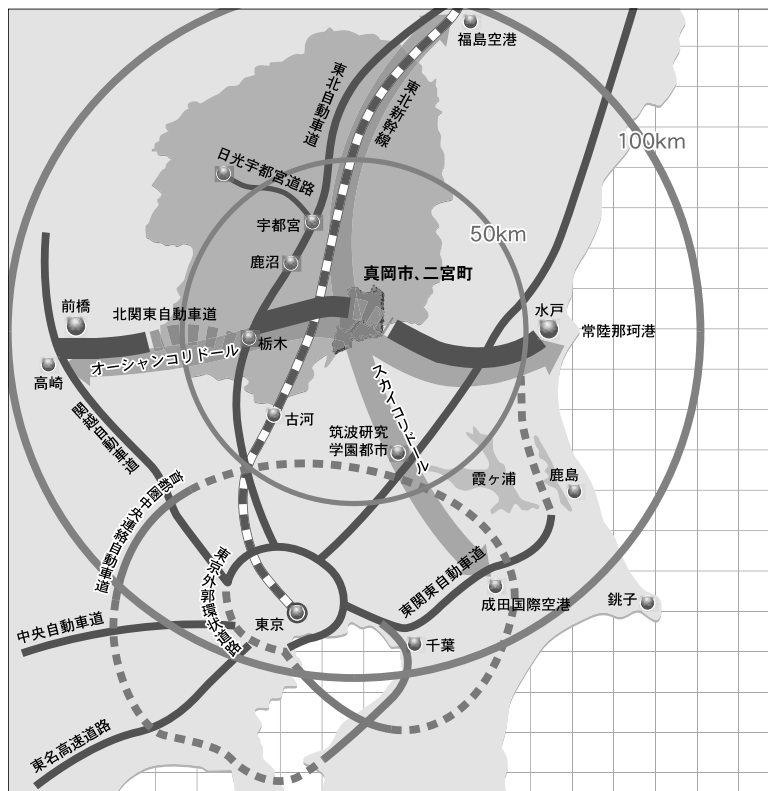 福島空港
東北自動車道
東北新幹線
100km
日光宇都宮道路
宇都宮
50km
鹿沼
真岡市、二宮町
前橋
北関東自動車道
水戸
常陸那珂港
栃木
オーシャンコリドール
高崎
スカイコリドール
関越自動車道
古河
筑波研究
学園都市
霞ヶ浦
鹿島
首都圏中央連絡自動車道
東京外郭環状道路
東関東自動車道
成田国際空港
銚子
中央自動車道
東京
千葉
東名高速道路